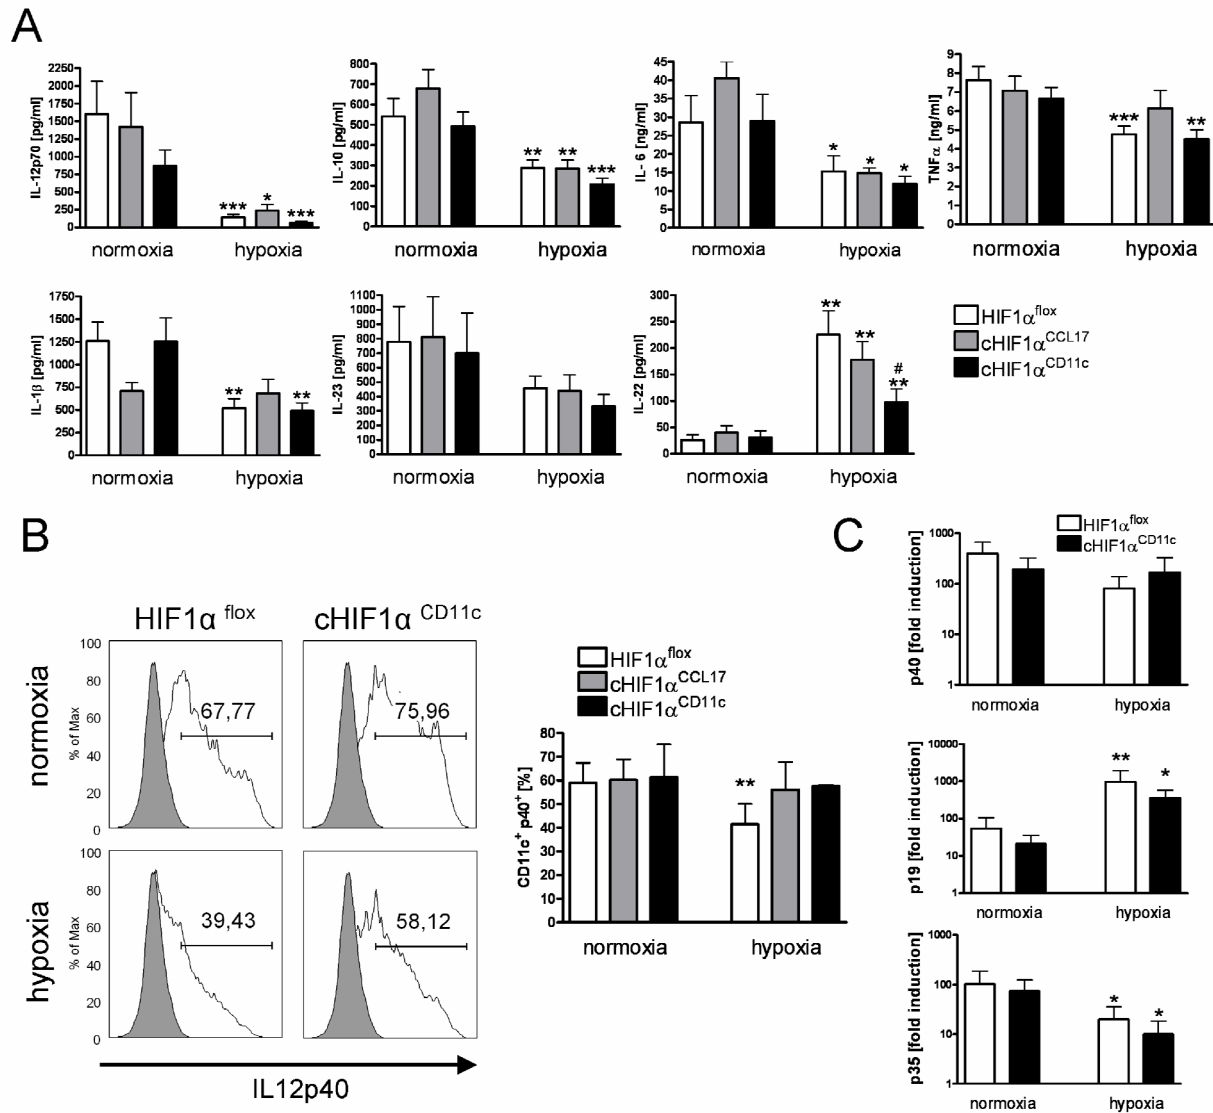 A
IL-12p70 [pg/ml]
2250
2000
1750
1500
1250
1000
750
500
250
0
*** * ***
normoxia hypoxia
IL-10 [pg/ml]
800
700
600
500
400
300
200
100
0
** ** ***
normoxia hypoxia
IL- 6 [ng/ml]
45
40
35
30
25
20
15
10
5
0
* * *
normoxia hypoxia
TNFα [ng/ml]
9
8
7
6
5
4
3
2
1
0
*** **
normoxia hypoxia
IL-1β [pg/ml]
1750
1500
1250
1000
750
500
250
0
** **
normoxia hypoxia
IL-23 [pg/ml]
1100
1000
900
800
700
600
500
400
300
200
100
0
normoxia hypoxia
IL-22 [pg/ml]
300
250
200
150
100
50
0
** ** # **
normoxia hypoxia
HIF1α^flox
cHIF1α^CCL17
cHIF1α^CD11c
B
HIF1α flox cHIF1α CD11c
normoxia
% of Max
100
80
60
40
20
0
67,77 75,96
hypoxia
% of Max
100
80
60
40
20
0
39,43 58,12
IL12p40
HIF1α^flox
cHIF1α^CCL17
cHIF1α^CD11c
CD11c+ p40+ [%]
80
70
60
50
40
30
20
10
0
**
normoxia hypoxia
C
HIF1α^flox
cHIF1α^CD11c
p40 [fold induction]
1000
100
10
1
normoxia hypoxia
p19 [fold induction]
10000
1000
100
10
1
** *
normoxia hypoxia
p35 [fold induction]
1000
100
10
1
* *
normoxia hypoxia